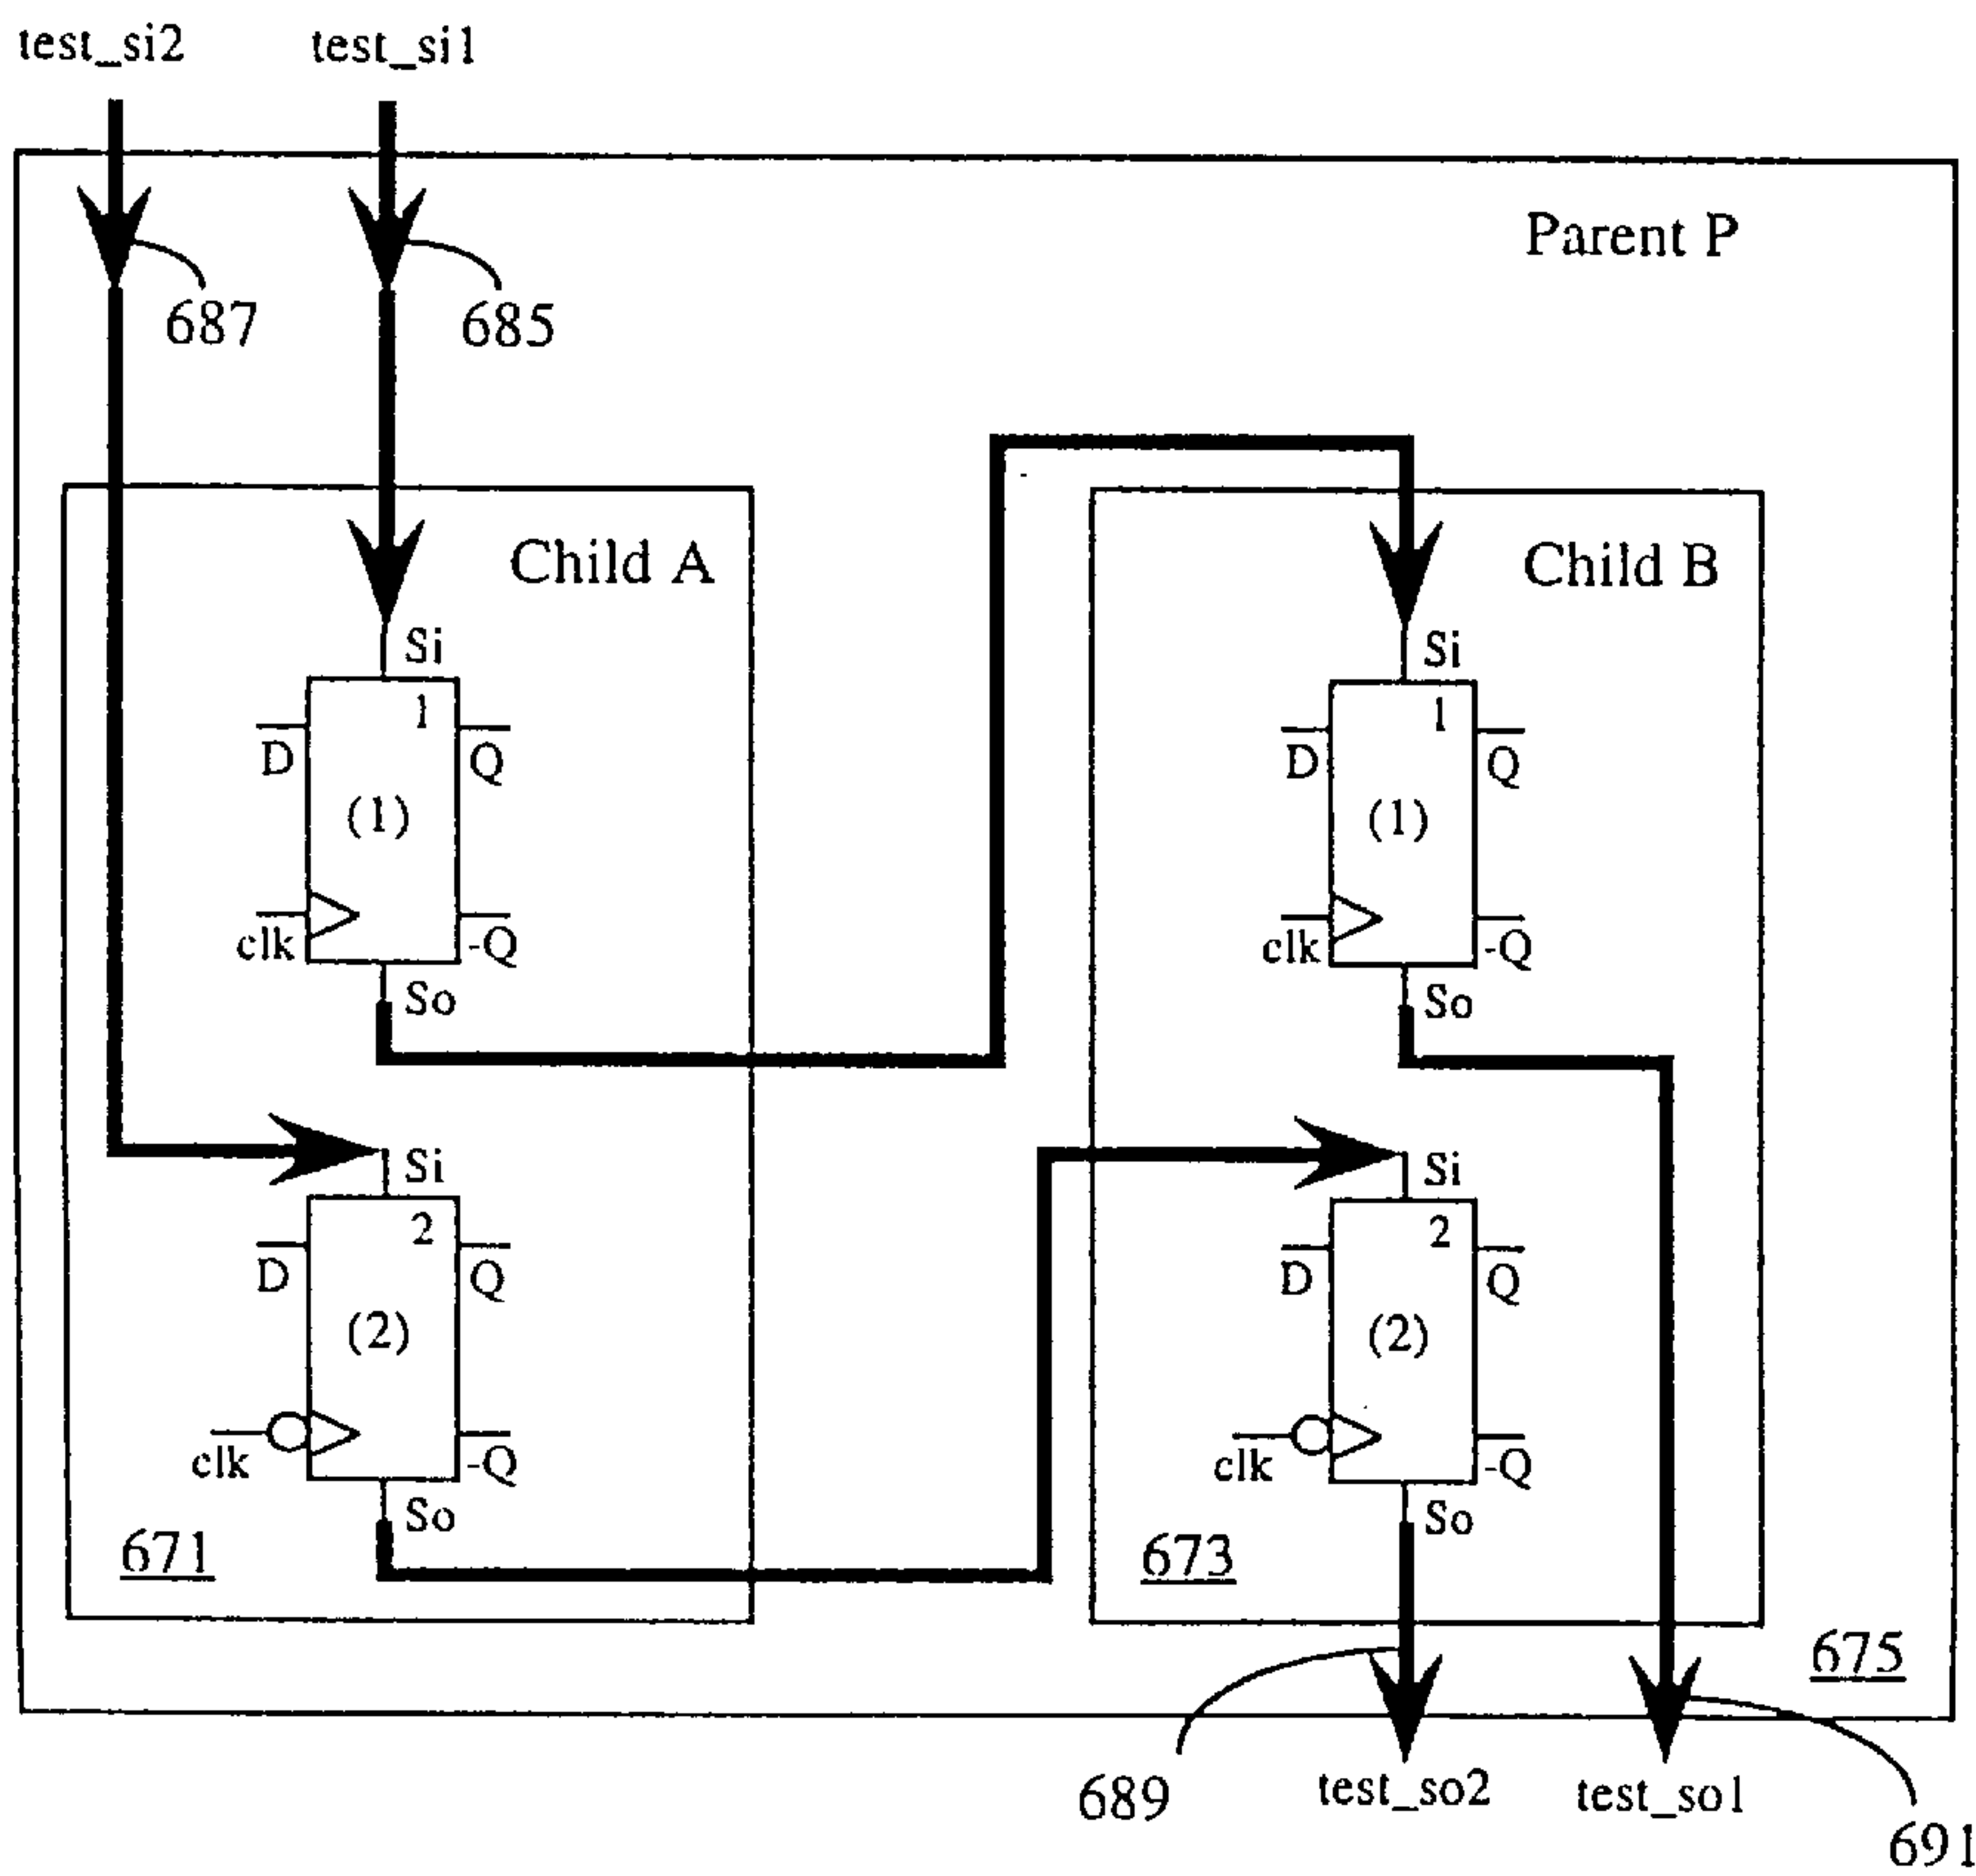 test_si2 test_si1
Parent P
687 685
Child A Child B
Si Si
1 1
D Q D Q
(1) (1)
clk -Q clk -Q
So So
Si Si
2 2
D Q D Q
(2) (2)
clk -Q clk -Q
So So
671 673
675
689 test_so2 test_so1
691